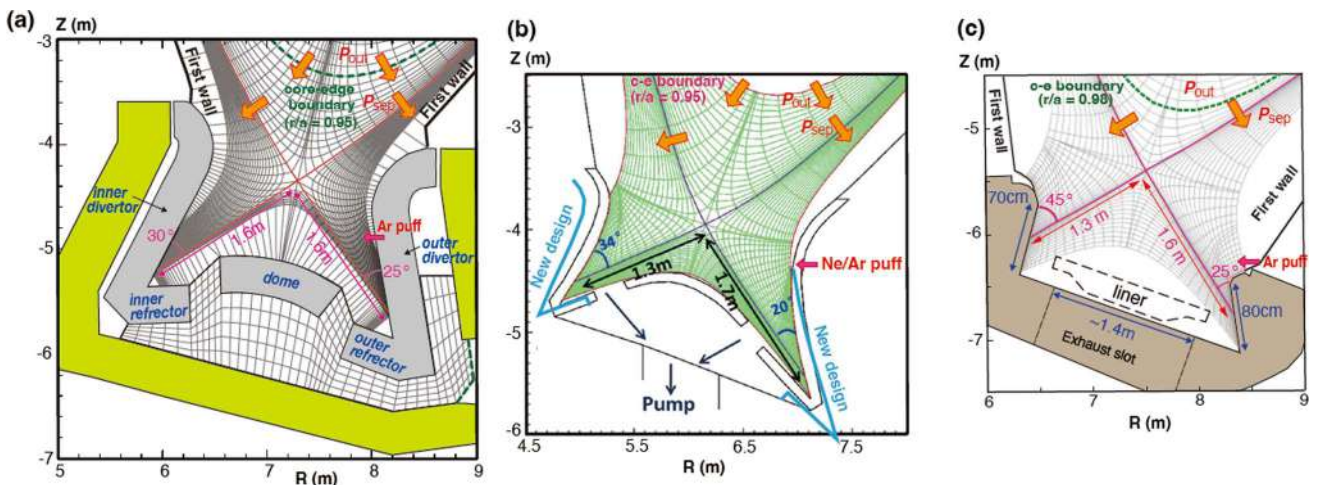 (a)
Z (m)
-3
-4
-5
-6
-7
5
6
7
8
9
R (m)
First wall
First wall
Pout
Psep
core-edge
boundary
(r/a = 0.95)
inner
divertor
30°
1.6m
1.6m
Ar puff
outer
divertor
25°
dome
inner
refrector
outer
refrector
(b)
Z (m)
-3
-4
-5
-6
4.5
5.5
6.5
7.5
R (m)
c-e boundary
(r/a = 0.95)
Pout
Psep
New design
34°
1.3m
1.7m
Ne/Ar puff
20°
New design
Pump
(c)
Z (m)
-5
-6
-7
6
7
8
9
R (m)
First wall
c-e boundary
(r/a = 0.98)
Pout
Psep
First wall
70cm
45°
1.3 m
1.6 m
Ar puff
25°
80cm
liner
~1.4m
Exhaust slot